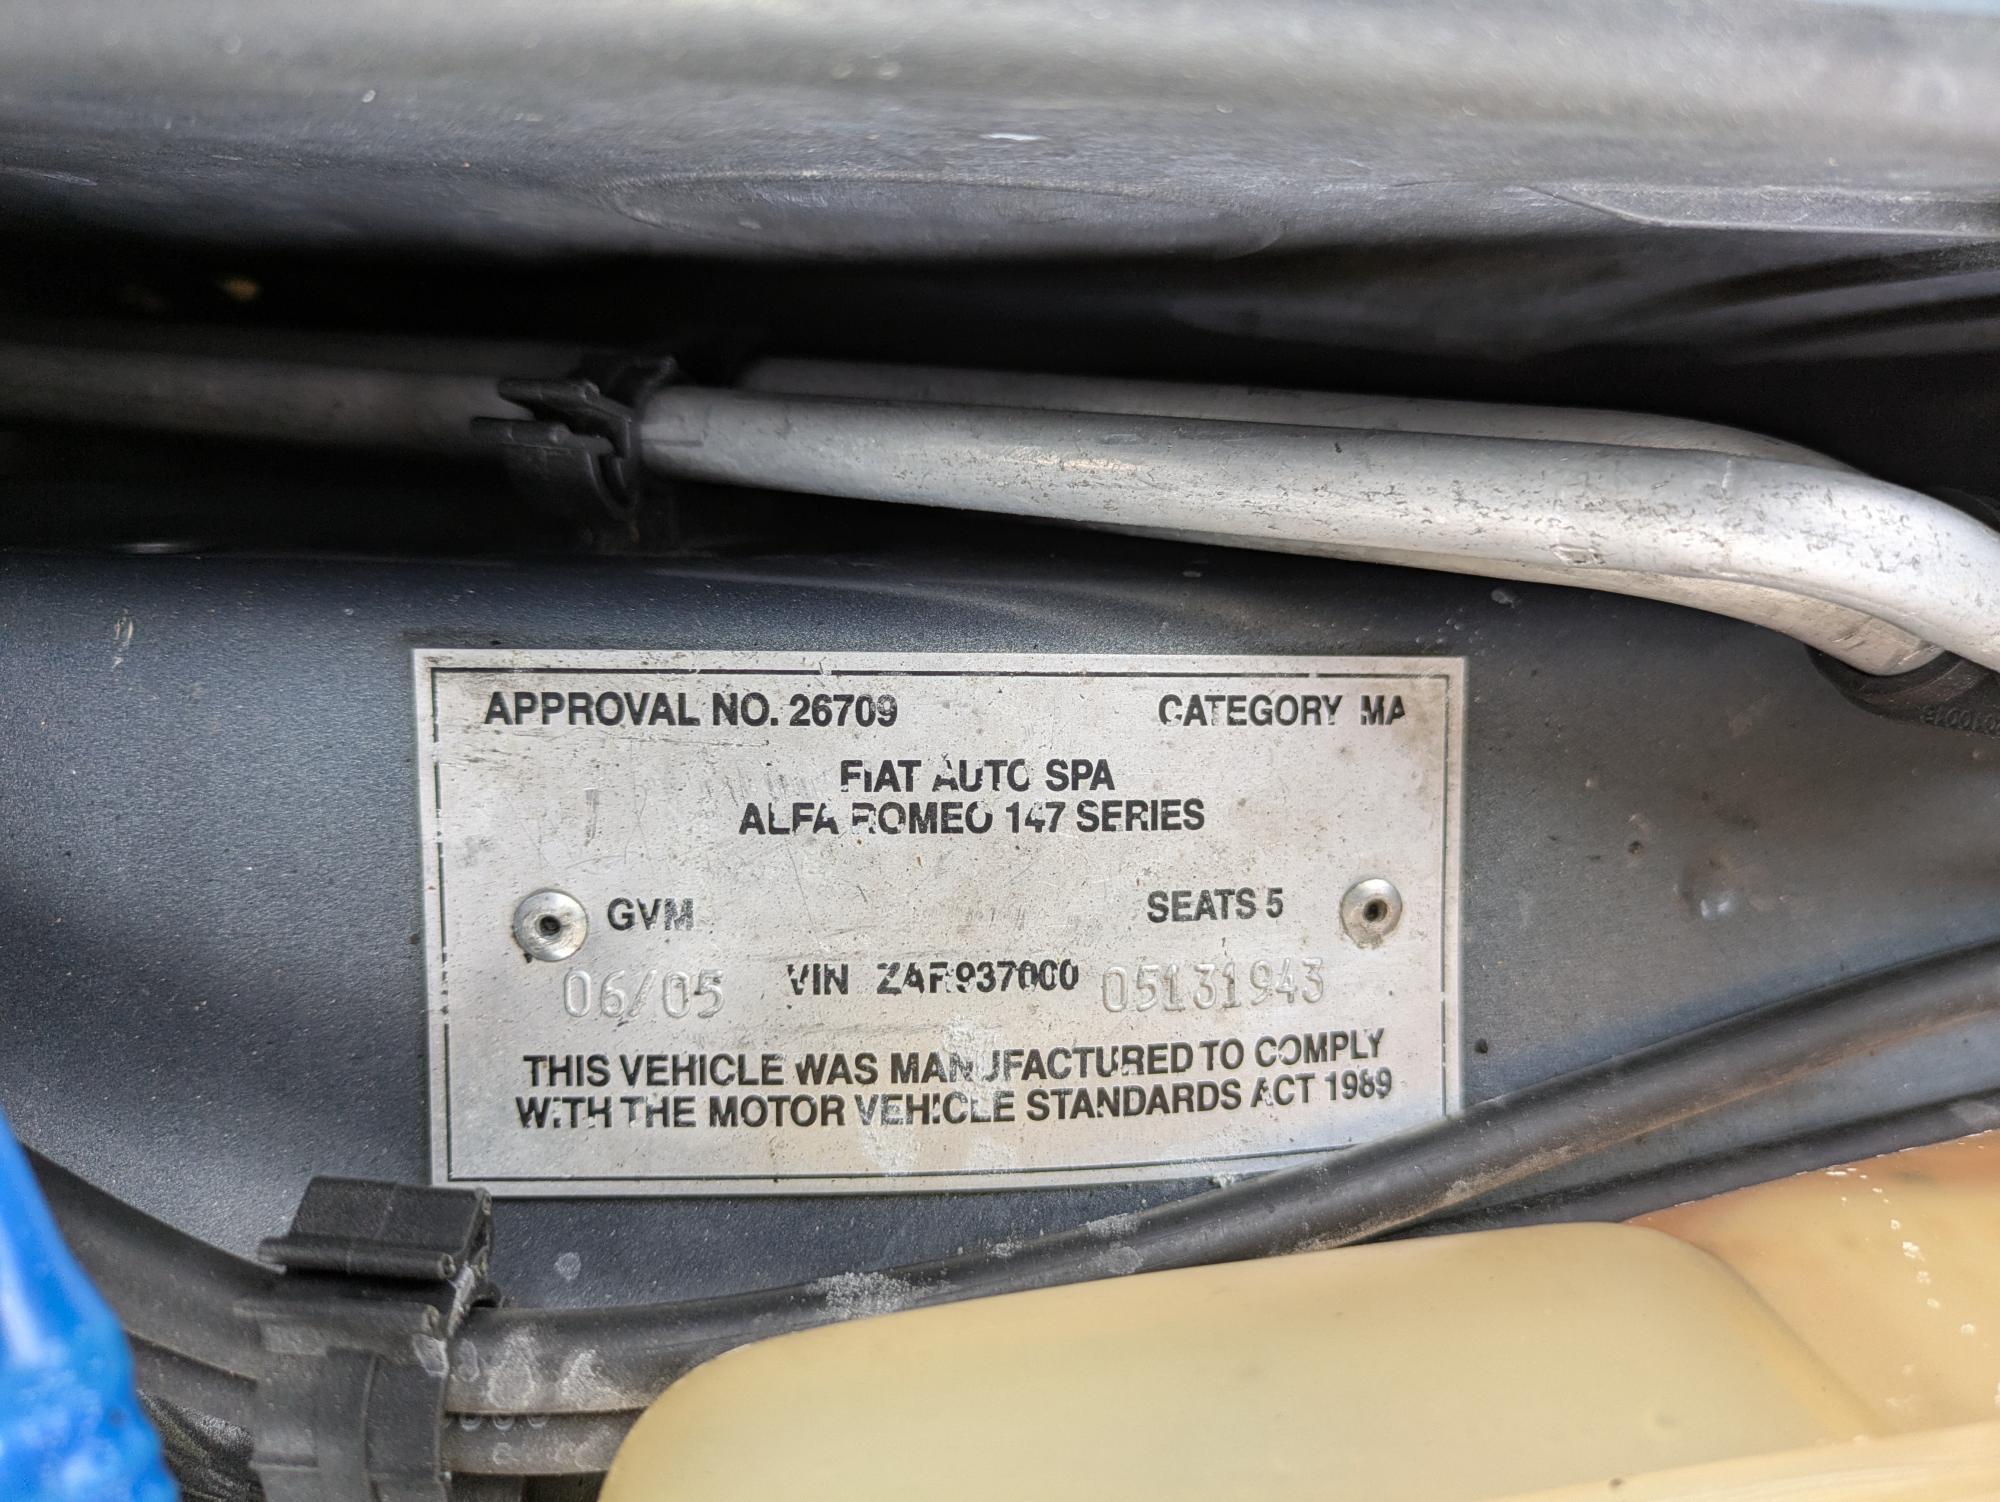 APPROVAL NO. 26709 CATEGORY MA
FIAT AUTO SPA
ALFA ROMEO 147 SERIES
GVM SEATS 5
06/05 VIN ZAR937000 05131943
THIS VEHICLE WAS MANUFACTURED TO COMPLY
WITH THE MOTOR VEHICLE STANDARDS ACT 1989